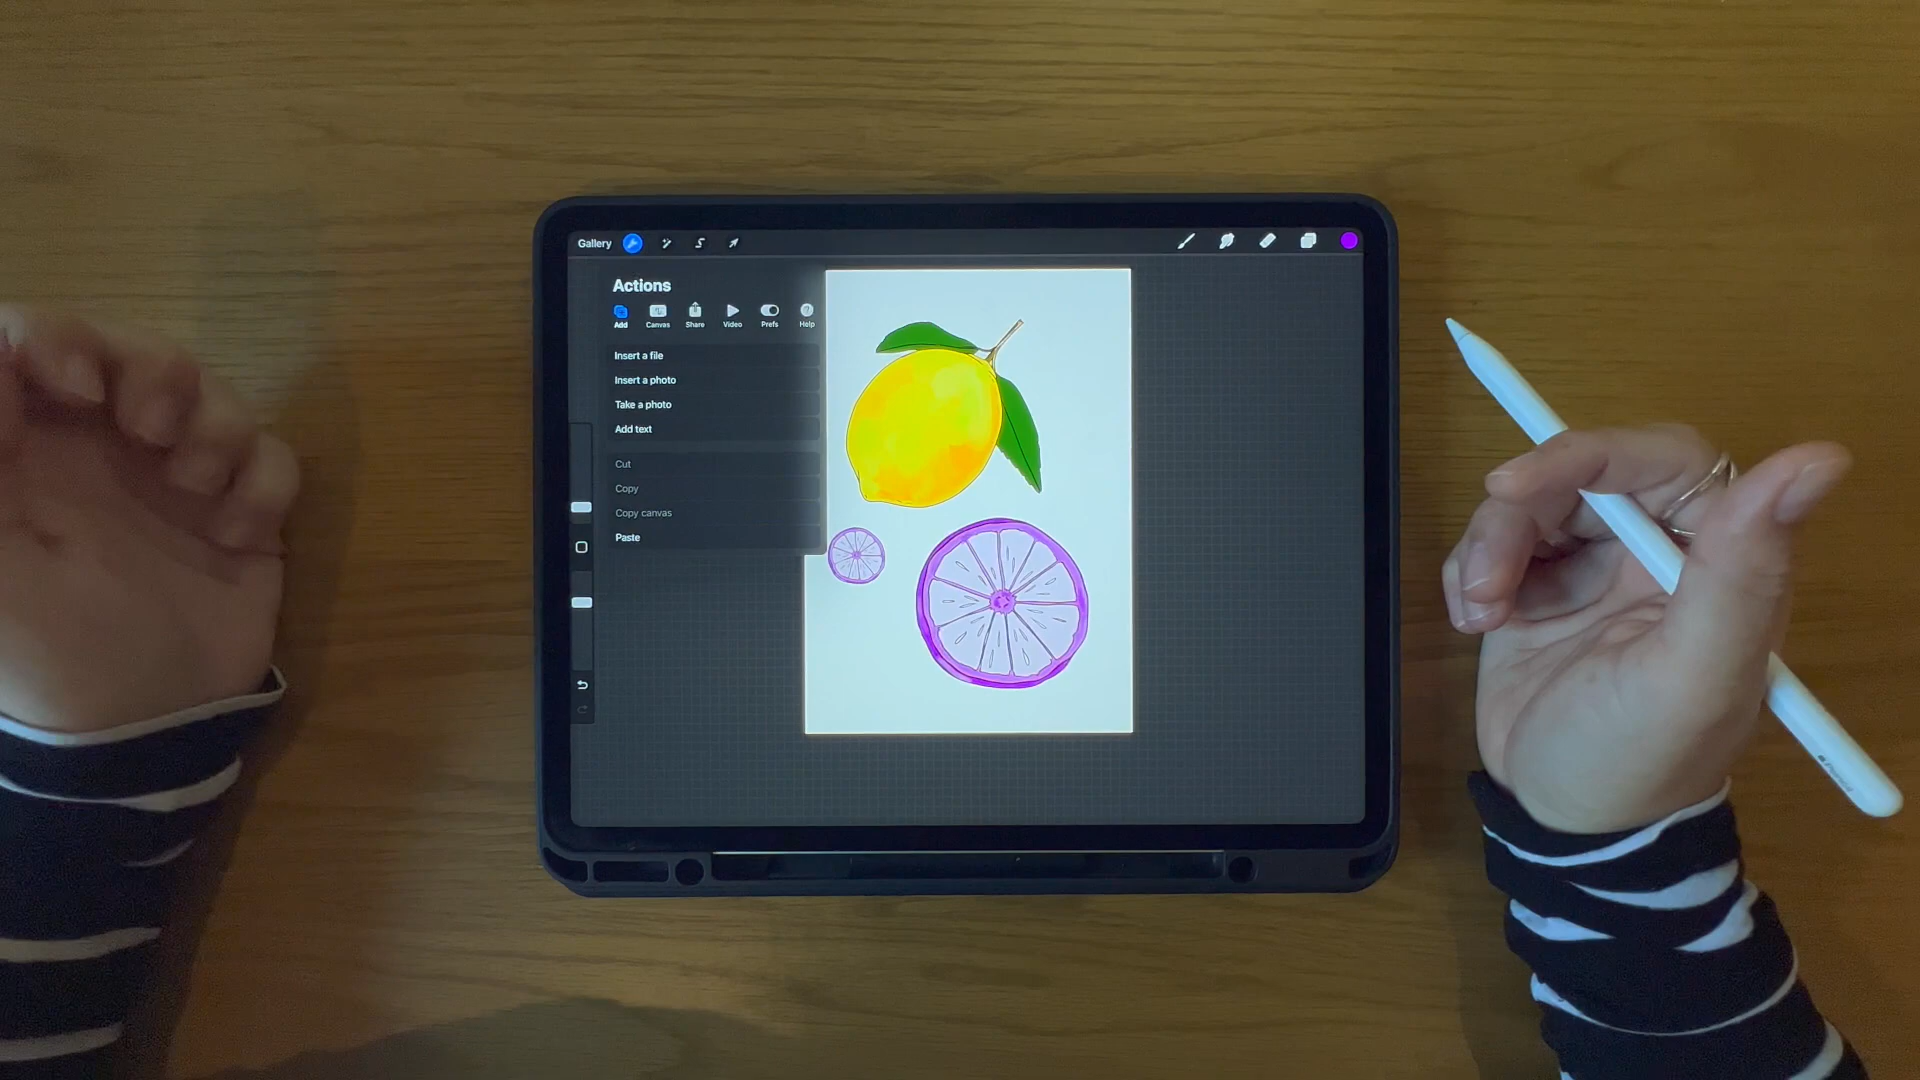 Gallery
Actions
Add Canvas Share Video Prefs Help
Insert a file
Insert a photo
Take a photo
Add text
Cut
Copy
Copy canvas
Paste
Pencil